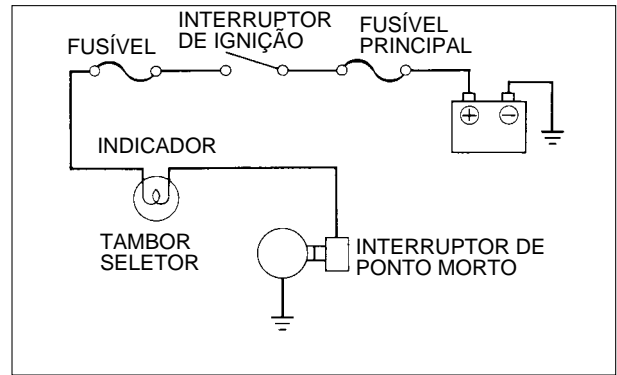 FUSÍVEL
INTERRUPTOR
DE IGNIÇÃO
FUSÍVEL
PRINCIPAL
INDICADOR
TAMBOR
SELETOR
INTERRUPTOR DE
PONTO MORTO